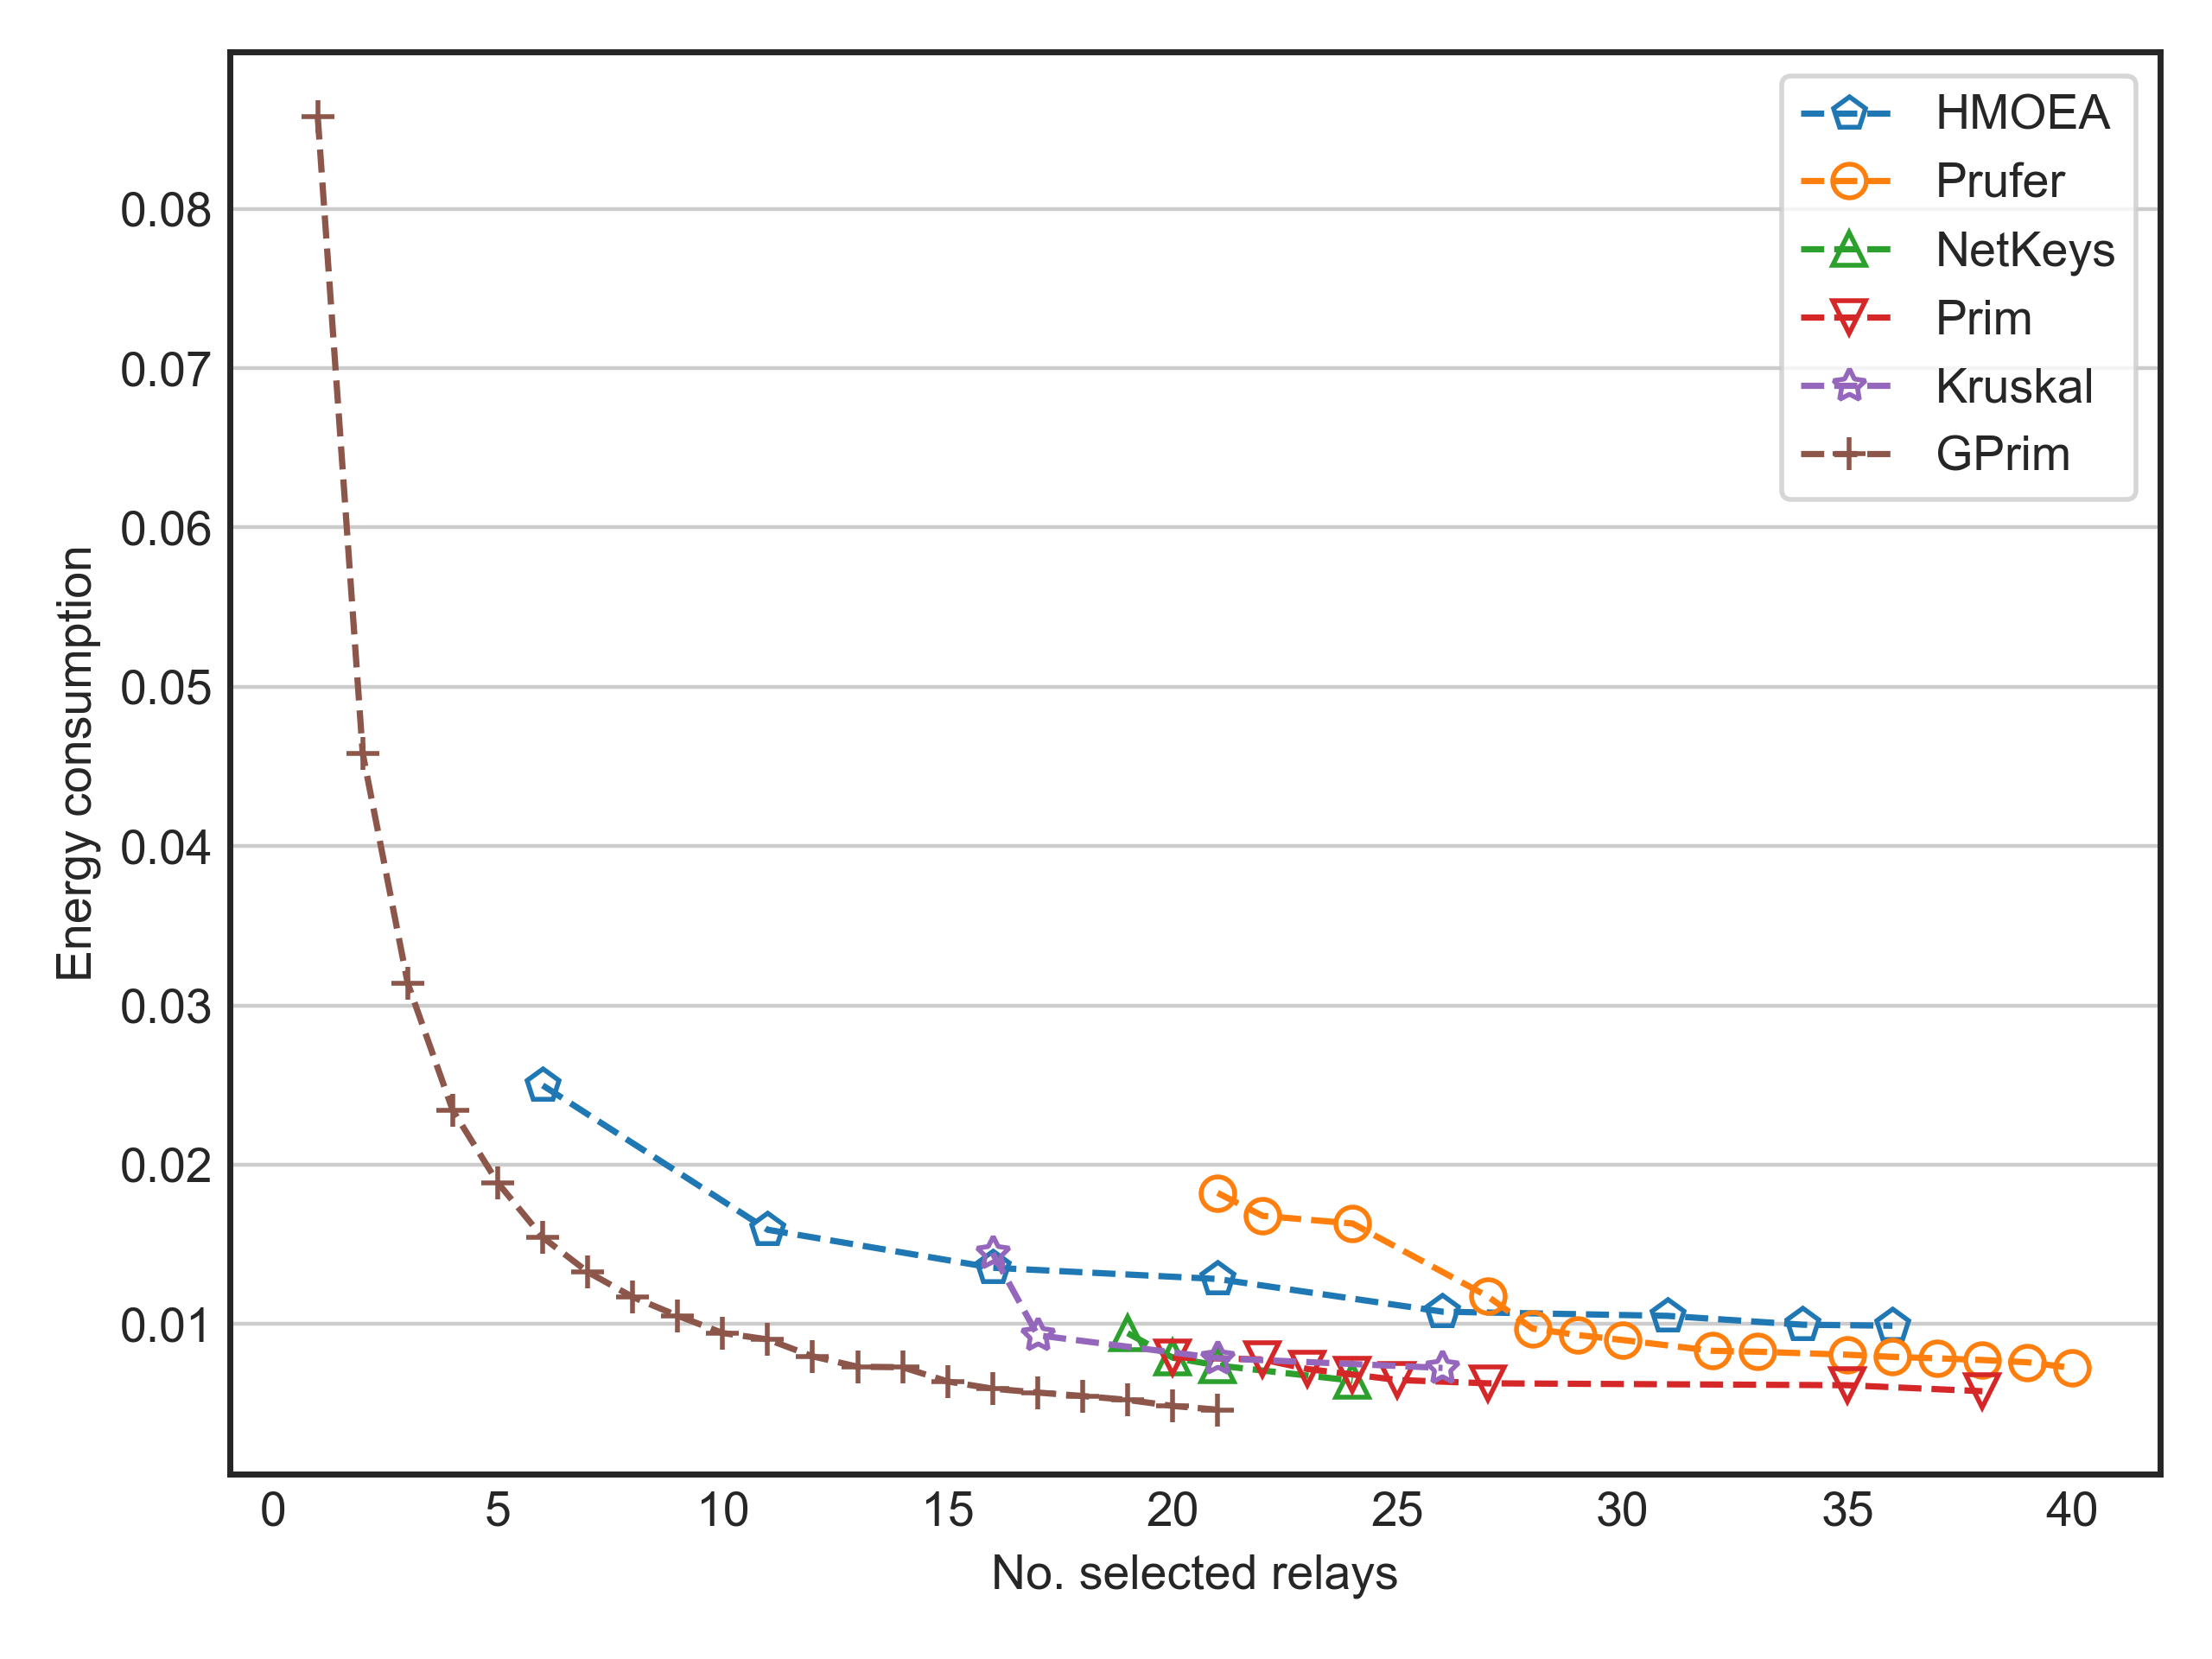 HMOEA
Prufer
NetKeys
Prim
Kruskal
GPrim
Energy consumption
0.08
0.07
0.06
0.05
0.04
0.03
0.02
0.01
0 5 10 15 20 25 30 35 40
No. selected relays